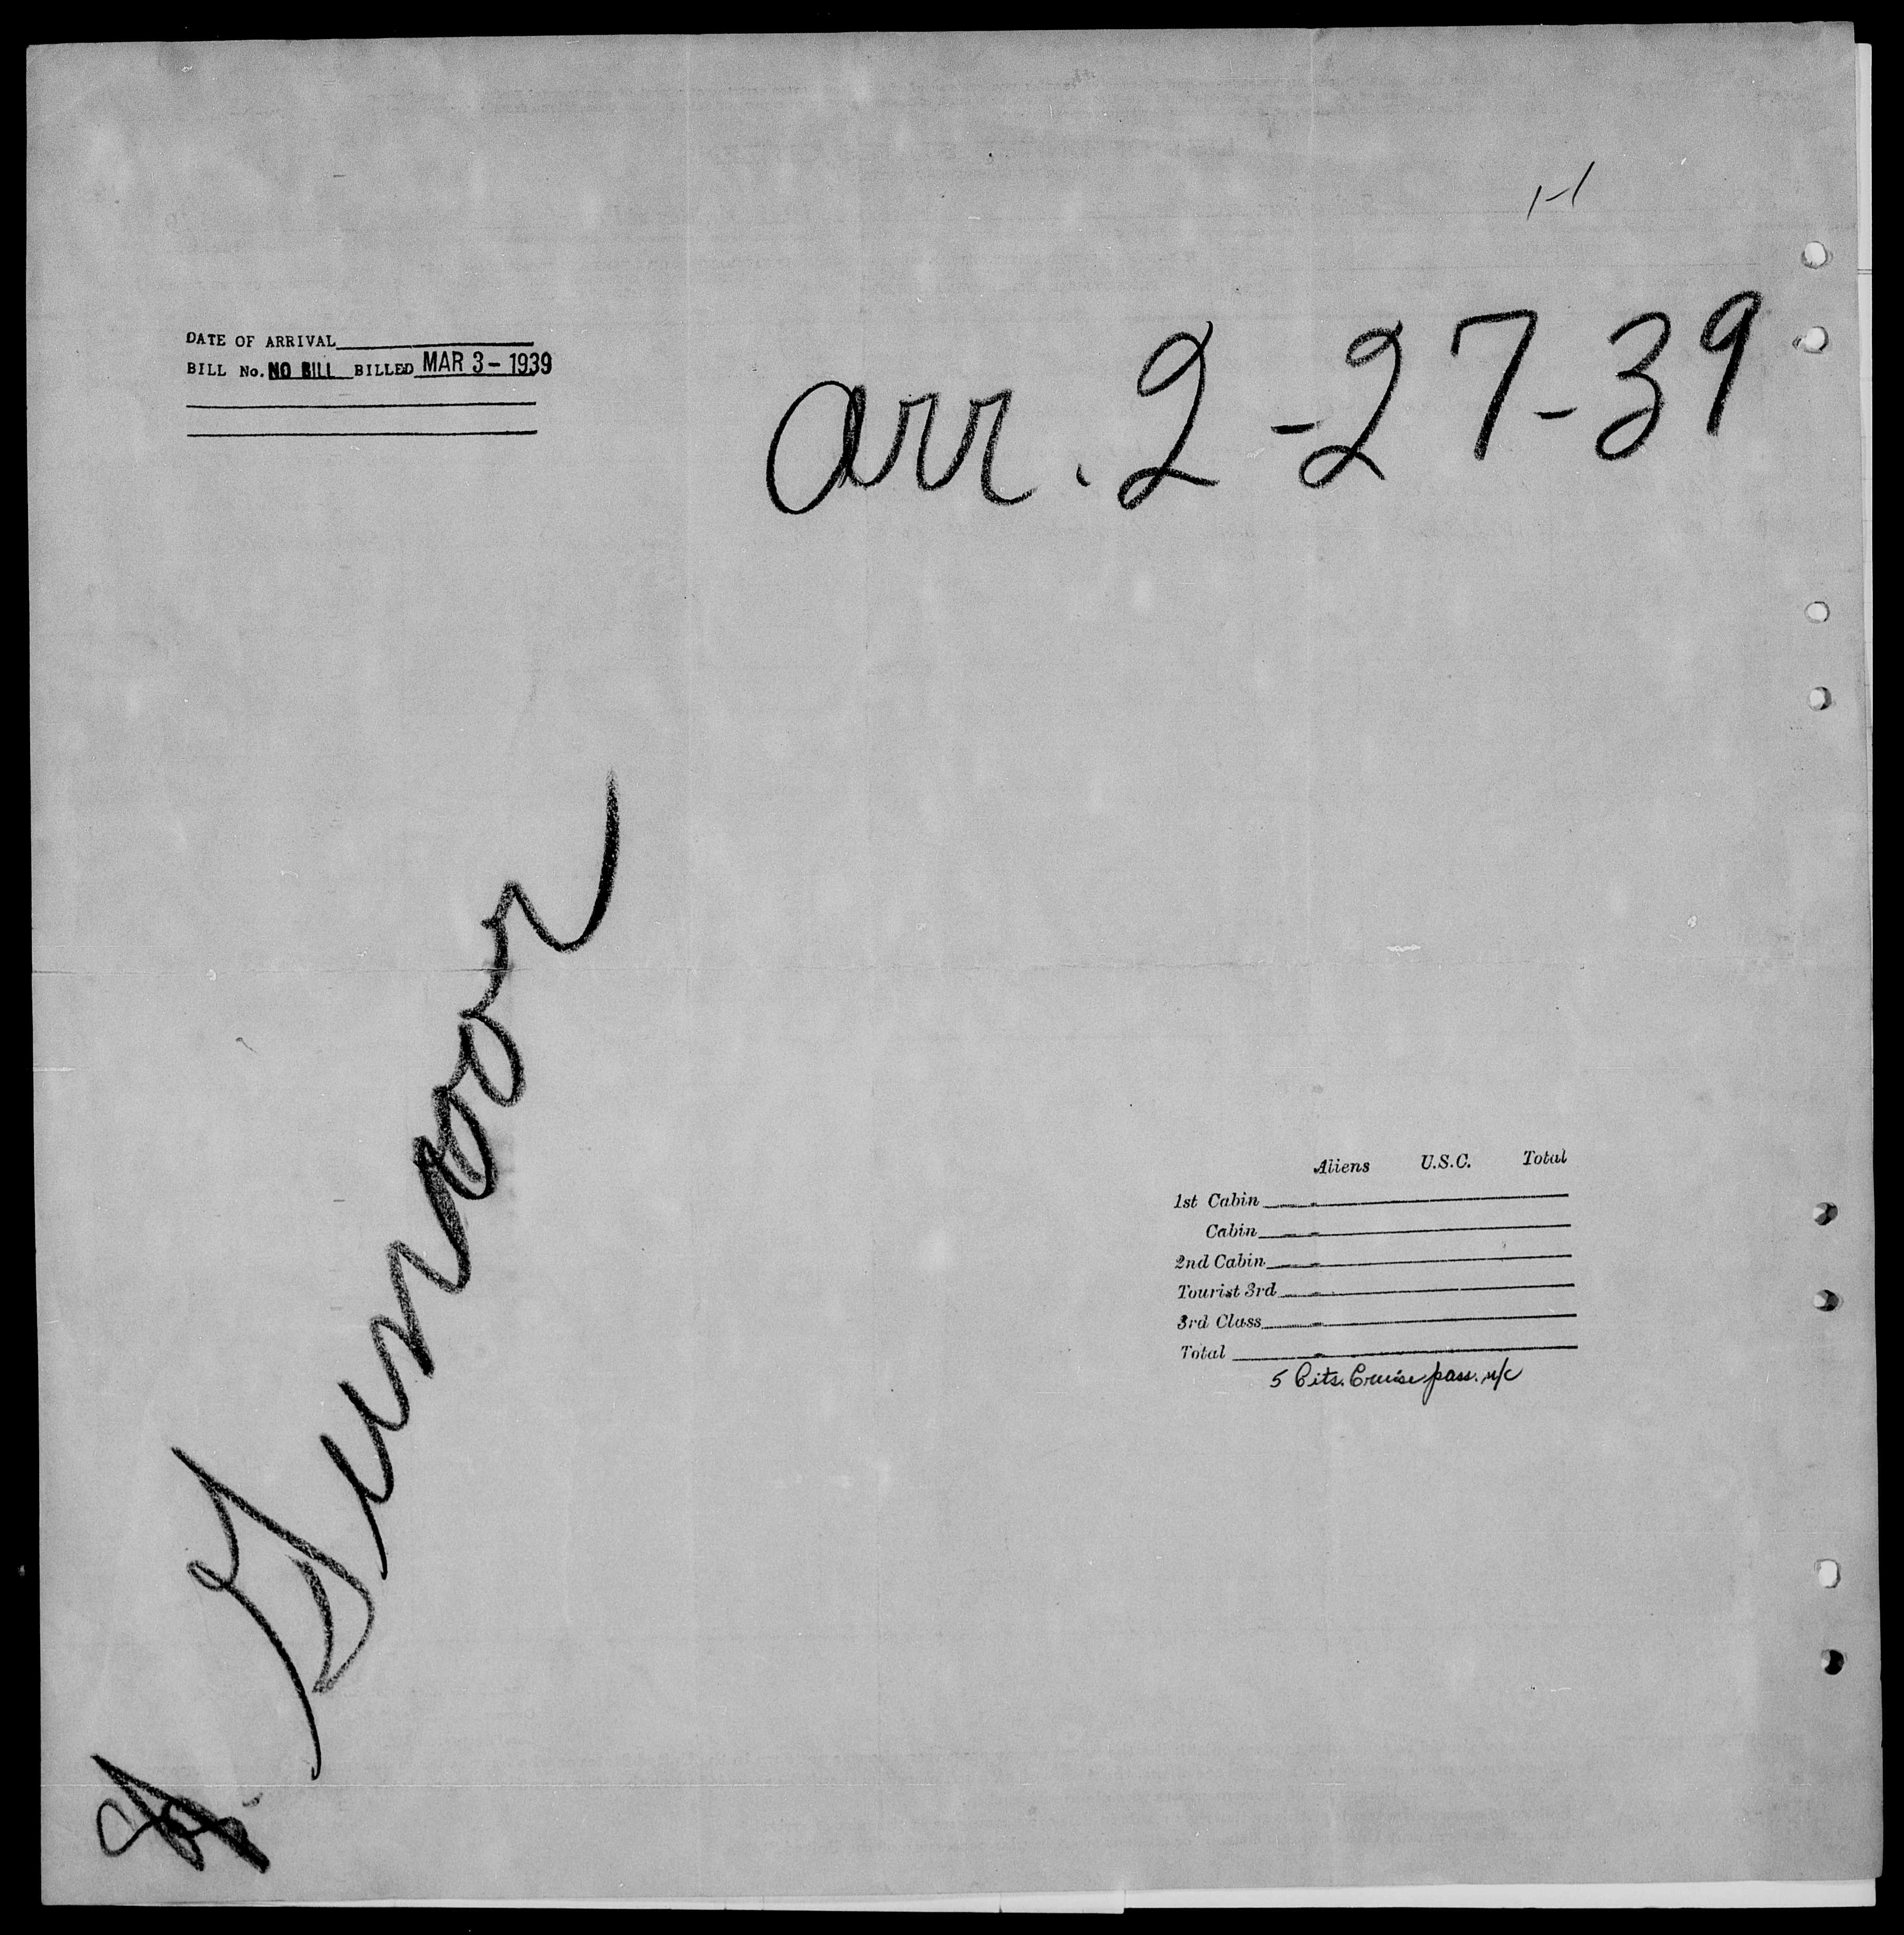 arr. 2-27-39
DATE OF ARRIVAL
BILL No. NO BILL BILLED MAR 3-1939
Aliens U.S.C. Total
1st Cabin - -
Cabin - -
2nd Cabin - -
Tourist 3rd -
3rd Class -
Total -
5 Cits. Cruise pass. n/c